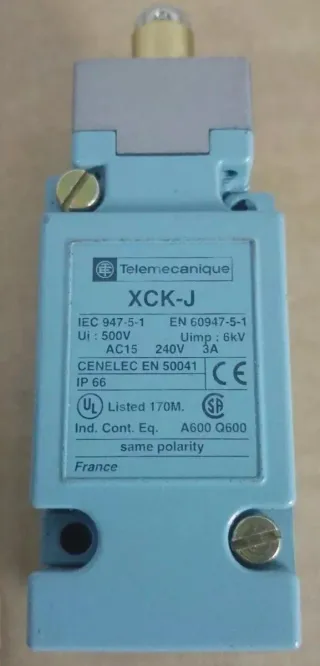 Telemecanique
XCK-J
IEC 947-5-1 EN 60947-5-1
Ui : 500V Uimp : 6kV
AC15 240V 3A
CENELEC EN 50041
IP 66
CE
UL Listed 170M. SA
Ind. Cont. Eq. A600 Q600
same polarity
France